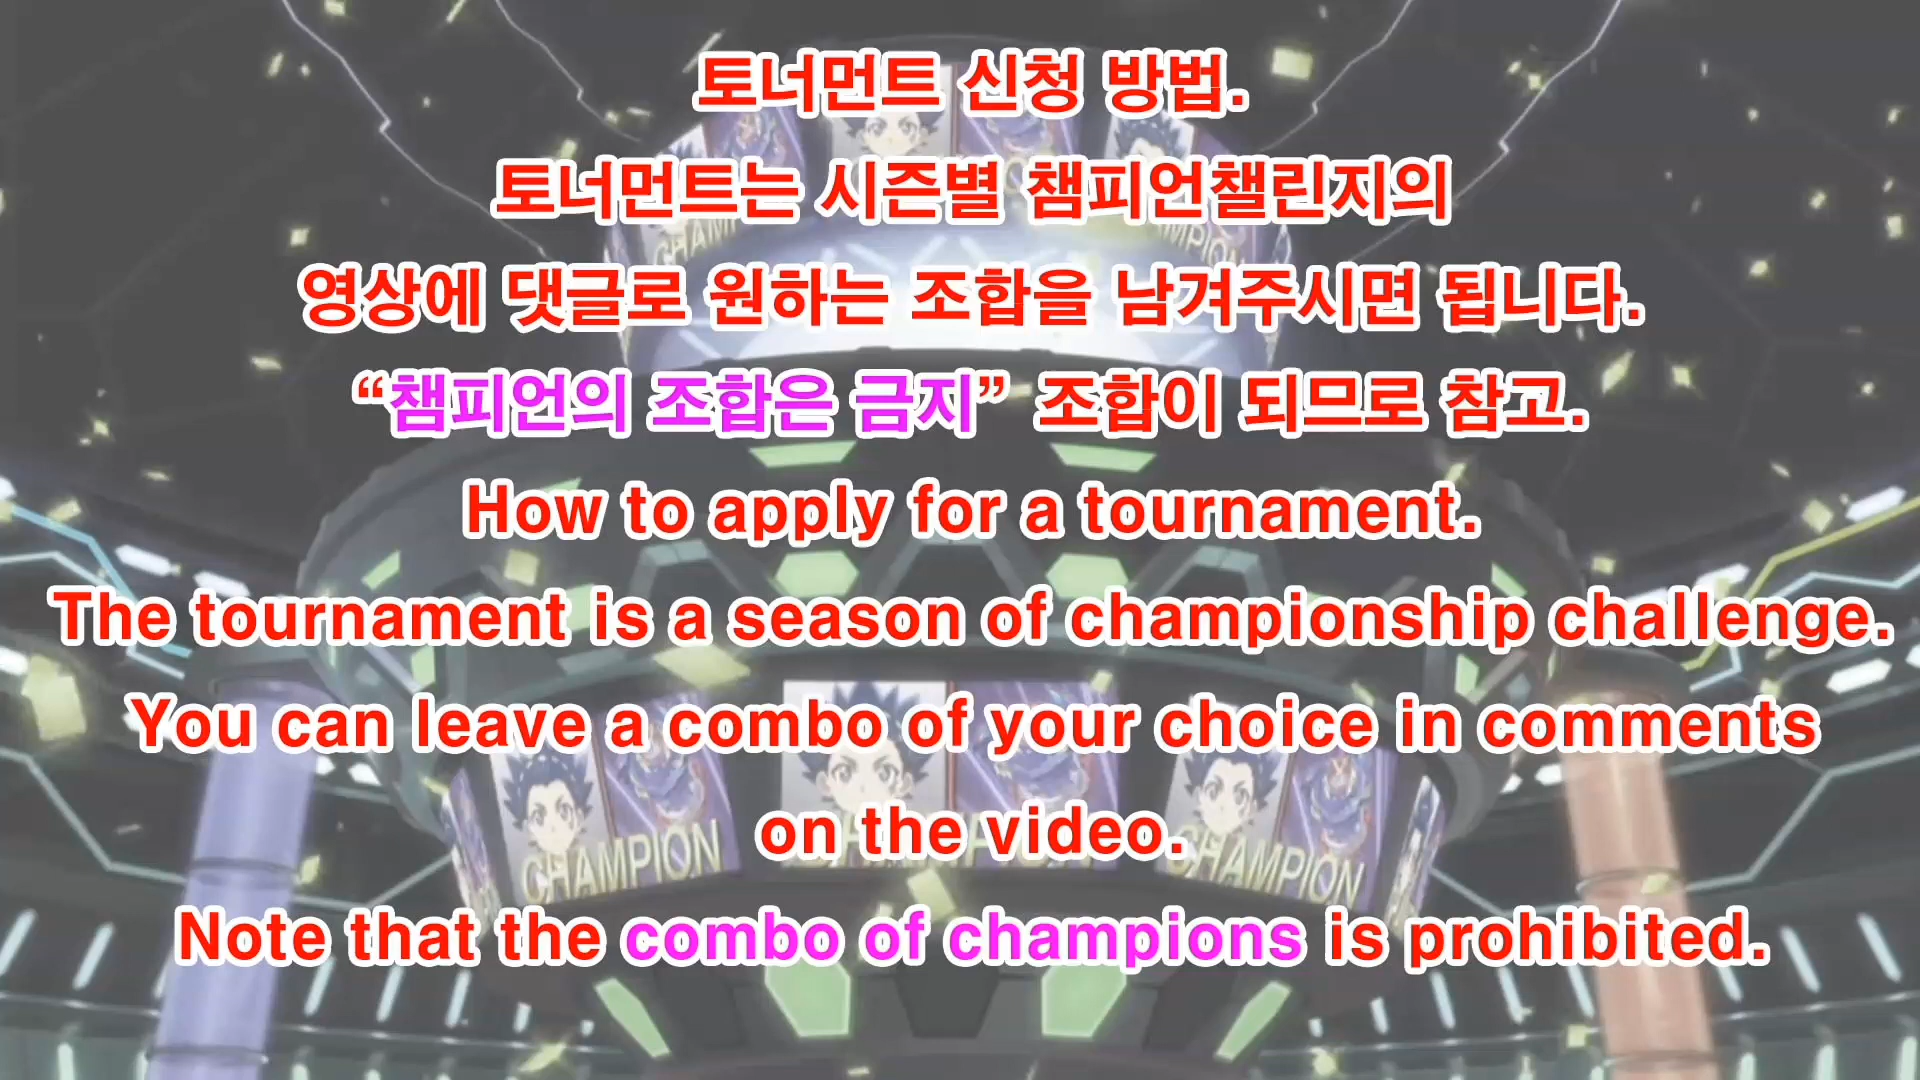 토너먼트 신청 방법.
토너먼트는 시즌별 챔피언챌린지의
영상에 댓글로 원하는 조합을 남겨주시면 됩니다.
“챔피언의 조합은 금지” 조합이 되므로 참고.
How to apply for a tournament.
The tournament is a season of championship challenge.
You can leave a combo of your choice in comments
on the video.
Note that the combo of champions is prohibited.
CHAMPION
CHAMPION